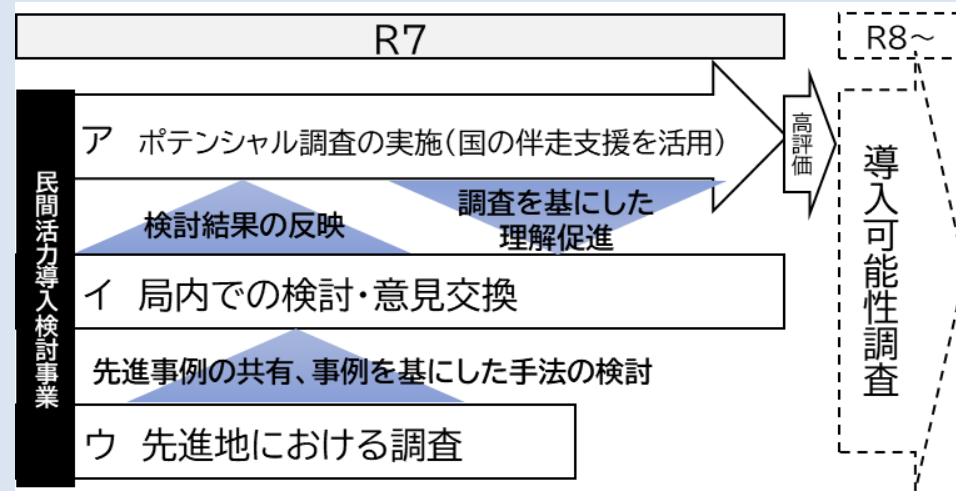 R7
R8～
民間活力導入検討事業
ア ポテンシャル調査の実施(国の伴走支援を活用)
高評価
導入可能性調査
検討結果の反映
調査を基にした
理解促進
イ 局内での検討・意見交換
先進事例の共有、事例を基にした手法の検討
ウ 先進地における調査